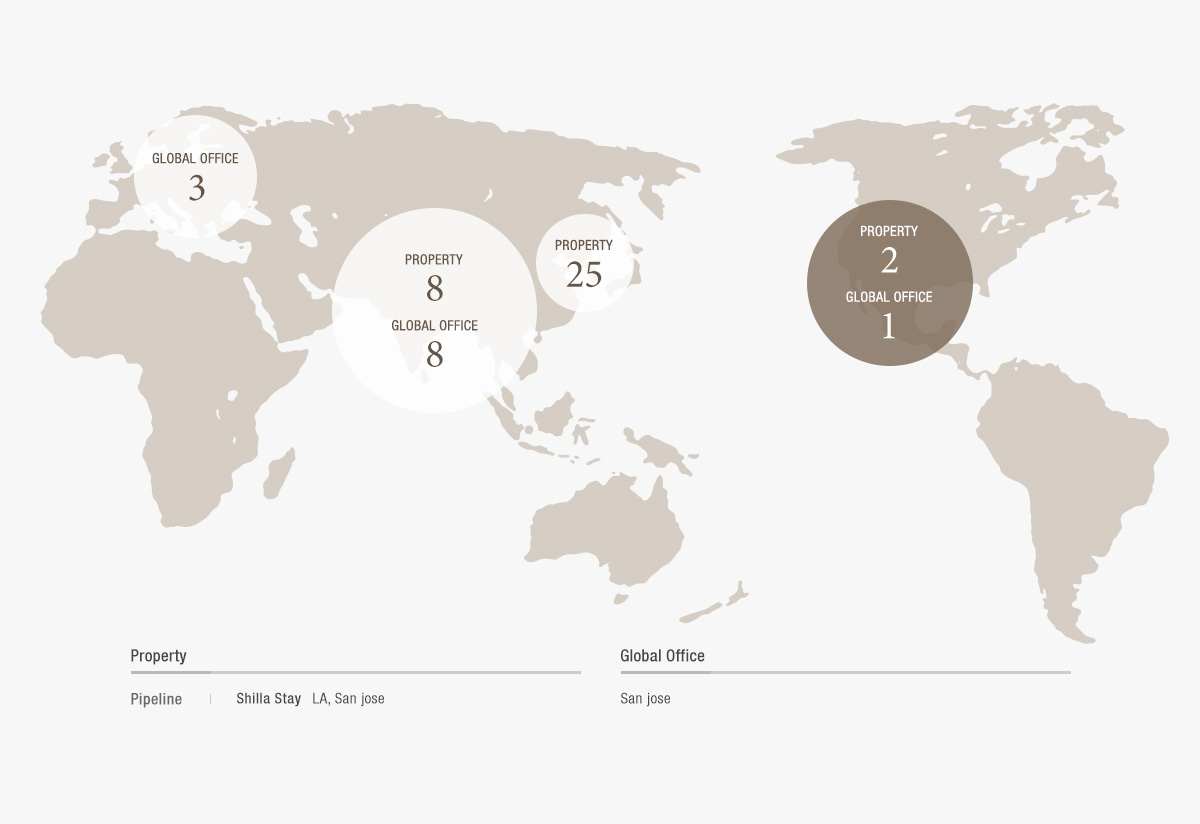 GLOBAL OFFICE
3
PROPERTY
8
GLOBAL OFFICE
8
PROPERTY
25
PROPERTY
2
GLOBAL OFFICE
1
Property
Pipeline Shilla Stay LA, San jose
Global Office
San jose